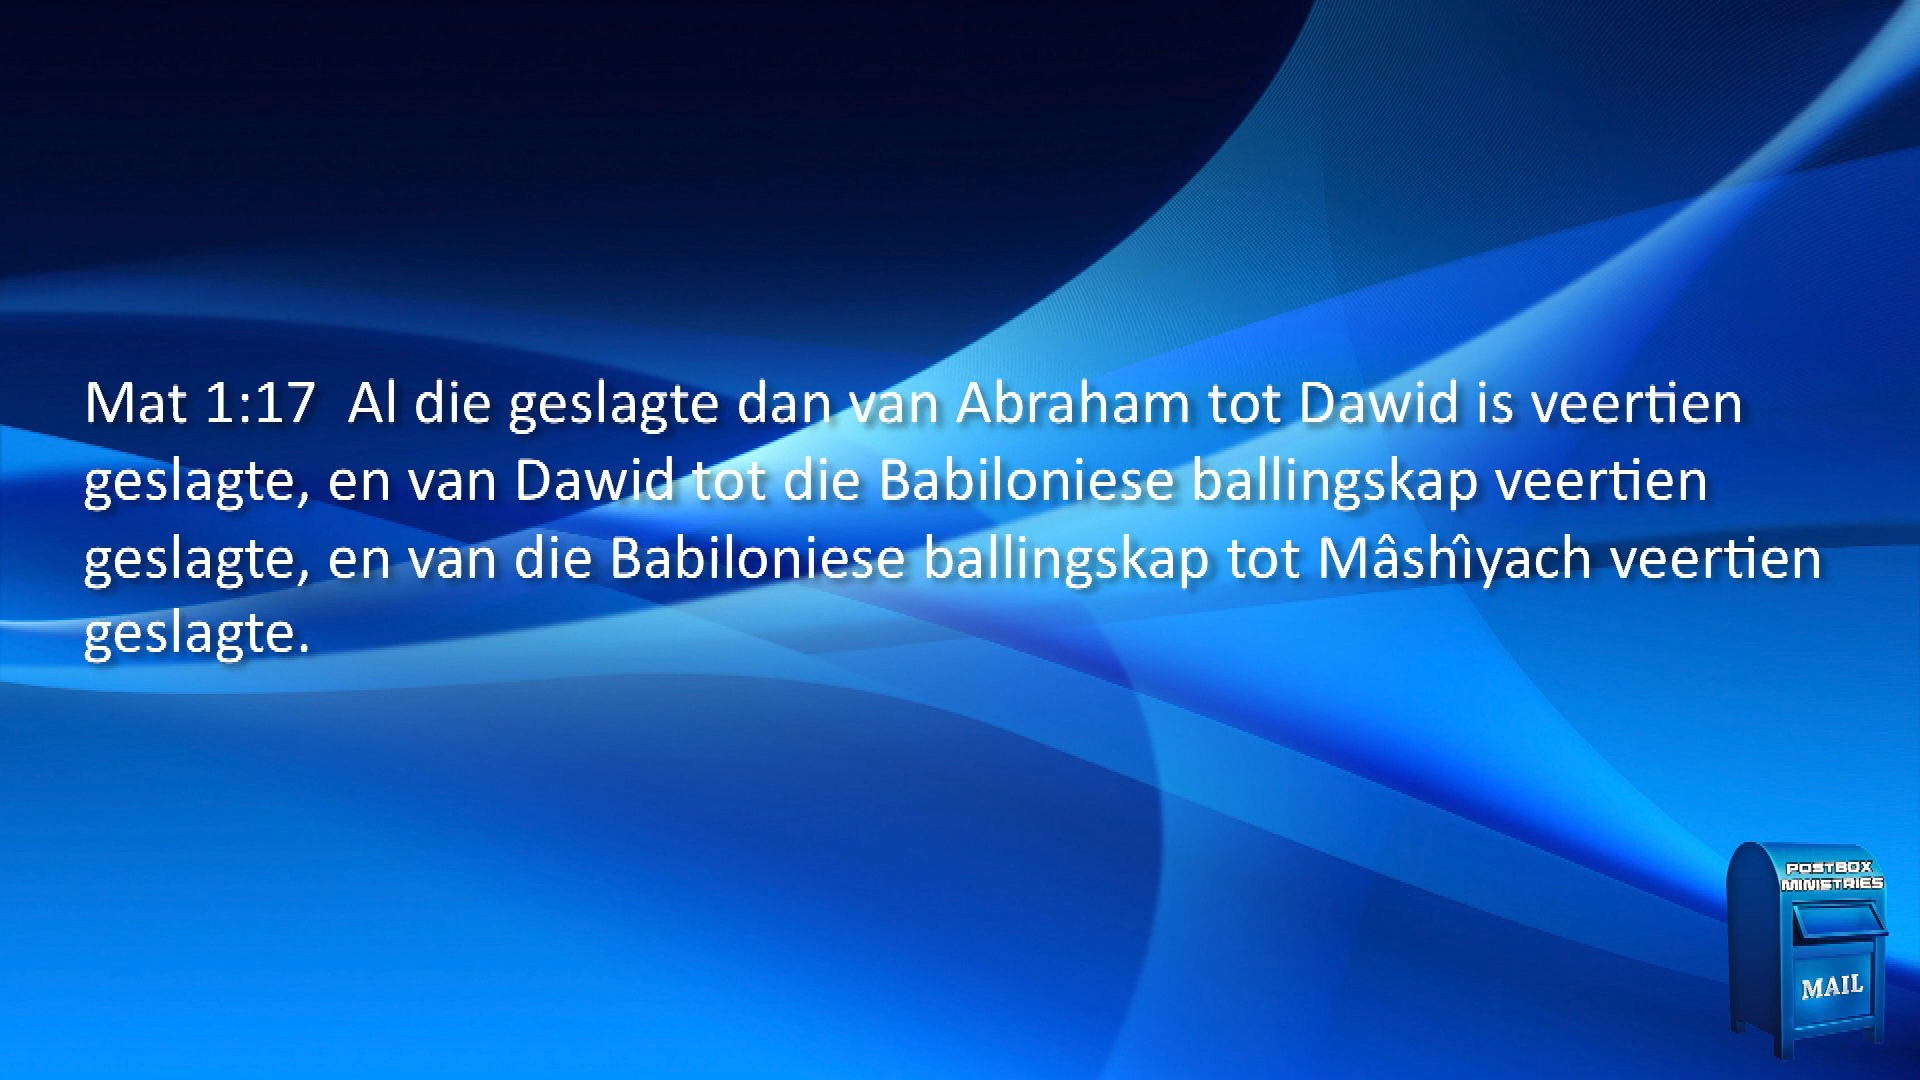 Mat 1:17  Al die geslagte dan van Abraham tot Dawid is veertien
geslagte, en van Dawid tot die Babiloniese ballingskap veertien
geslagte, en van die Babiloniese ballingskap tot Mâshîyach veertien
geslagte.
POSTBOX
MINISTRIES
MAIL